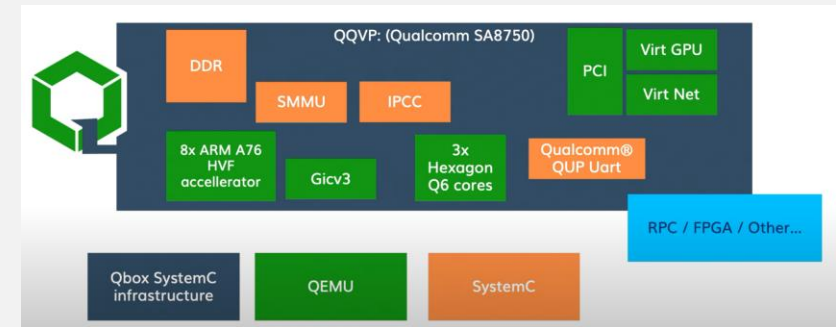 QQVP: (Qualcomm SA8750)
DDR
SMMU
IPCC
PCI
Virt GPU
Virt Net
8x ARM A76
HVF
accellerator
Gicv3
3x
Hexagon
Q6 cores
Qualcomm®
QUP Uart
RPC / FPGA / Other...
Qbox SystemC
infrastructure
QEMU
SystemC